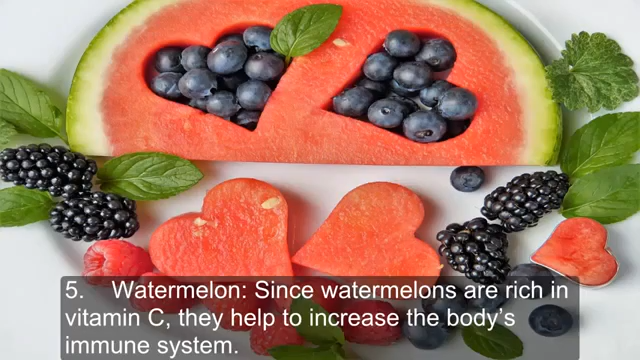 5. Watermelon: Since watermelons are rich in
vitamin C, they help to increase the body's
immune system.